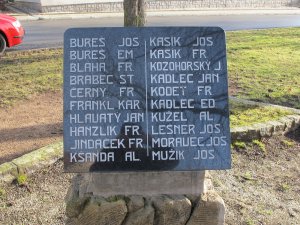 BUREŠ JOS
BUREŠ EM
BLÁHA FR
BRABEC ST
ČERNÝ FR
FRANKL KAR
HLAVATÝ JAN
HANZLÍK FR
JINDÁČEK FR
KSANDA AL
KAŠÍK JOS
KAŠÍK FR
KOZOHORSKÝ J
KADLEC JAN
KODET FR
KADLEC ED
KUŽEL AL
LESNER JOS
MORAVEC JOS
MUŽÍK JOS